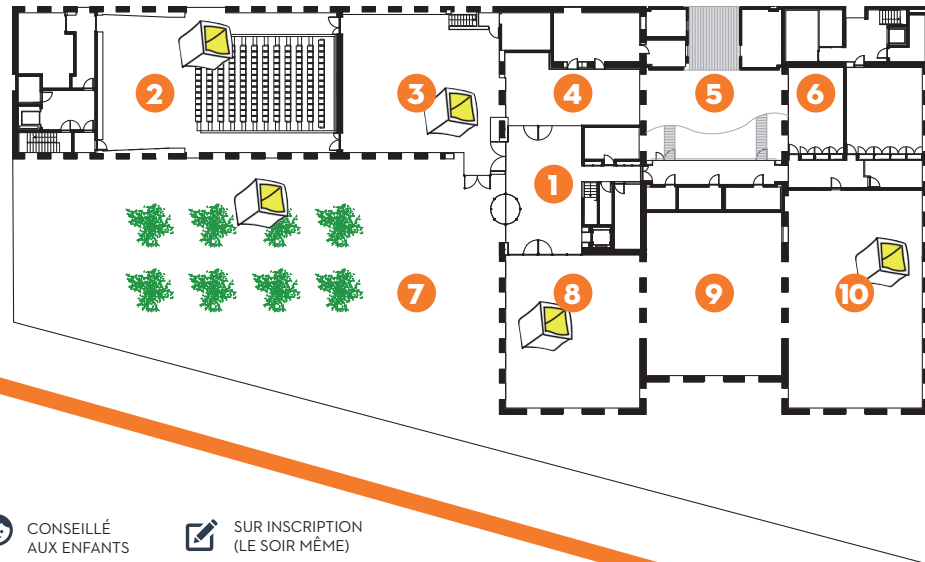 2
3
4
5
6
1
7
8
9
10
CONSEILLÉ
AUX ENFANTS
SUR INSCRIPTION
(LE SOIR MÊME)